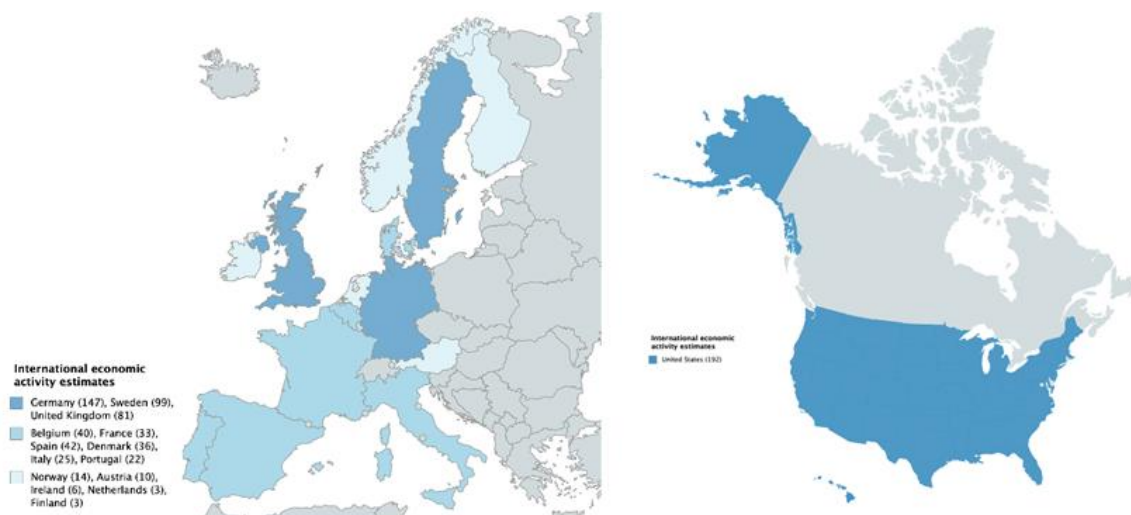 International economic
activity estimates
Germany (147), Sweden (99),
United Kingdom (81)
Belgium (40), France (33),
Spain (42), Denmark (36),
Italy (25), Portugal (22)
Norway (14), Austria (10),
Ireland (6), Netherlands (3),
Finland (3)
International economic
activity estimates
United States (192)